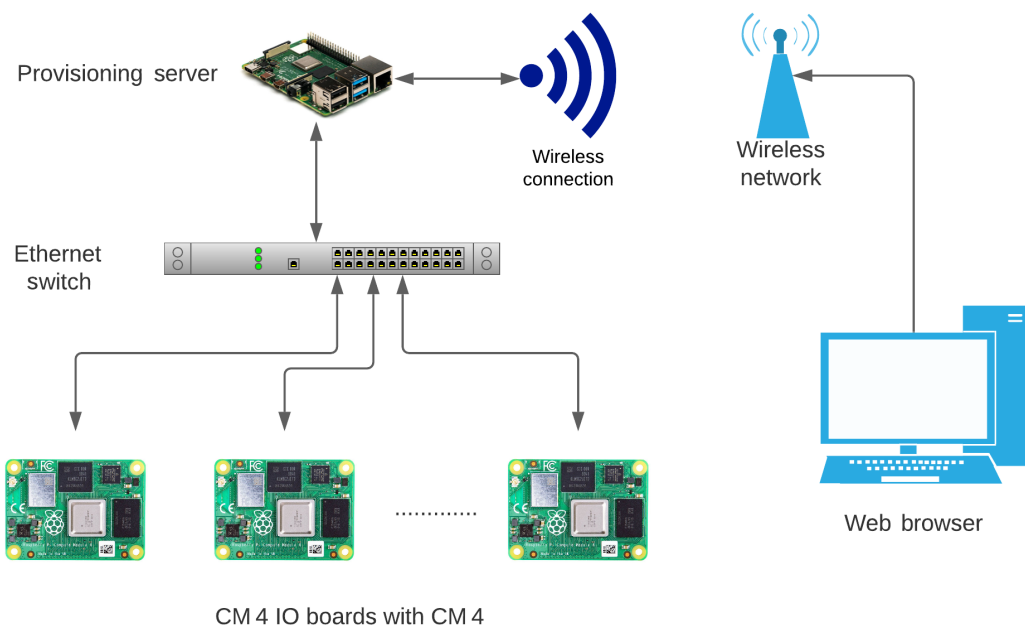 Provisioning server
Wireless
connection
Wireless
network
Ethernet
switch
Web browser
CM 4 IO boards with CM 4